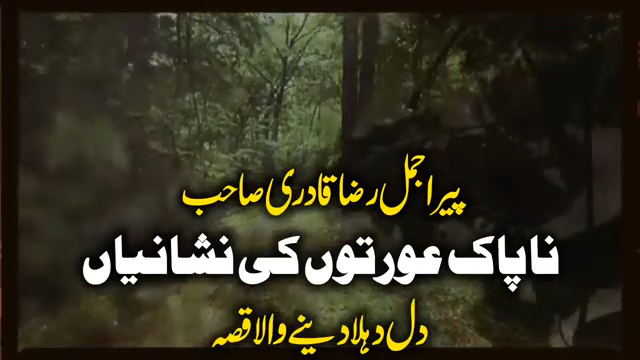 پیر اجمل رضا قادری صاحب
ناپاک عورتوں کی نشانیاں
دل دہلا دینے والا قصہ